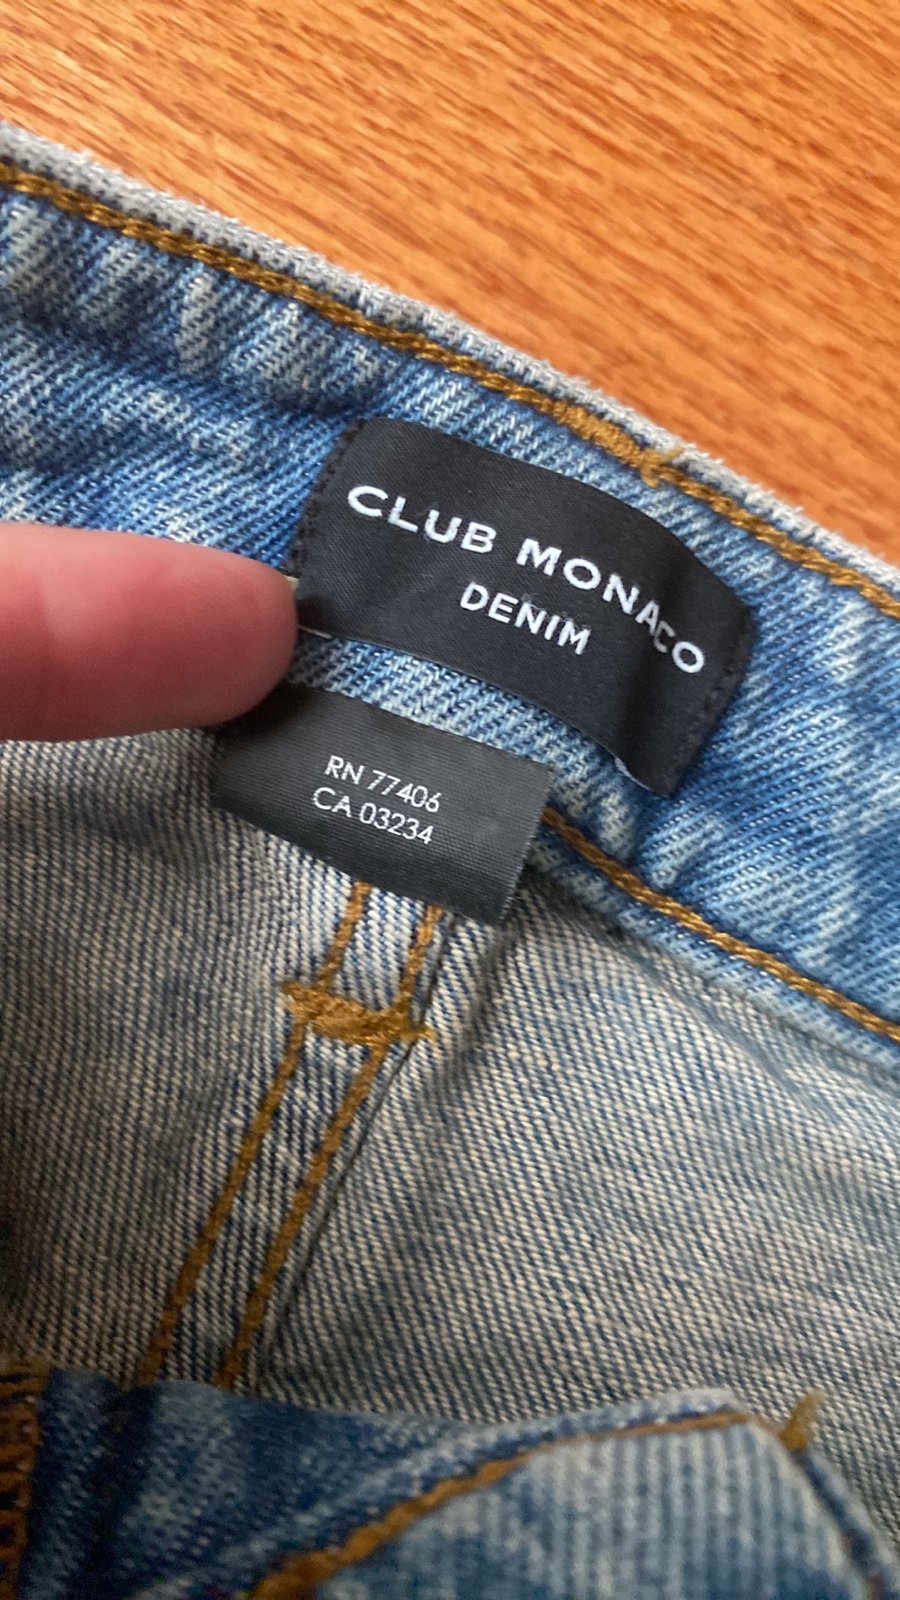 CLUB MONACO
DENIM
RN 77406
CA 03234